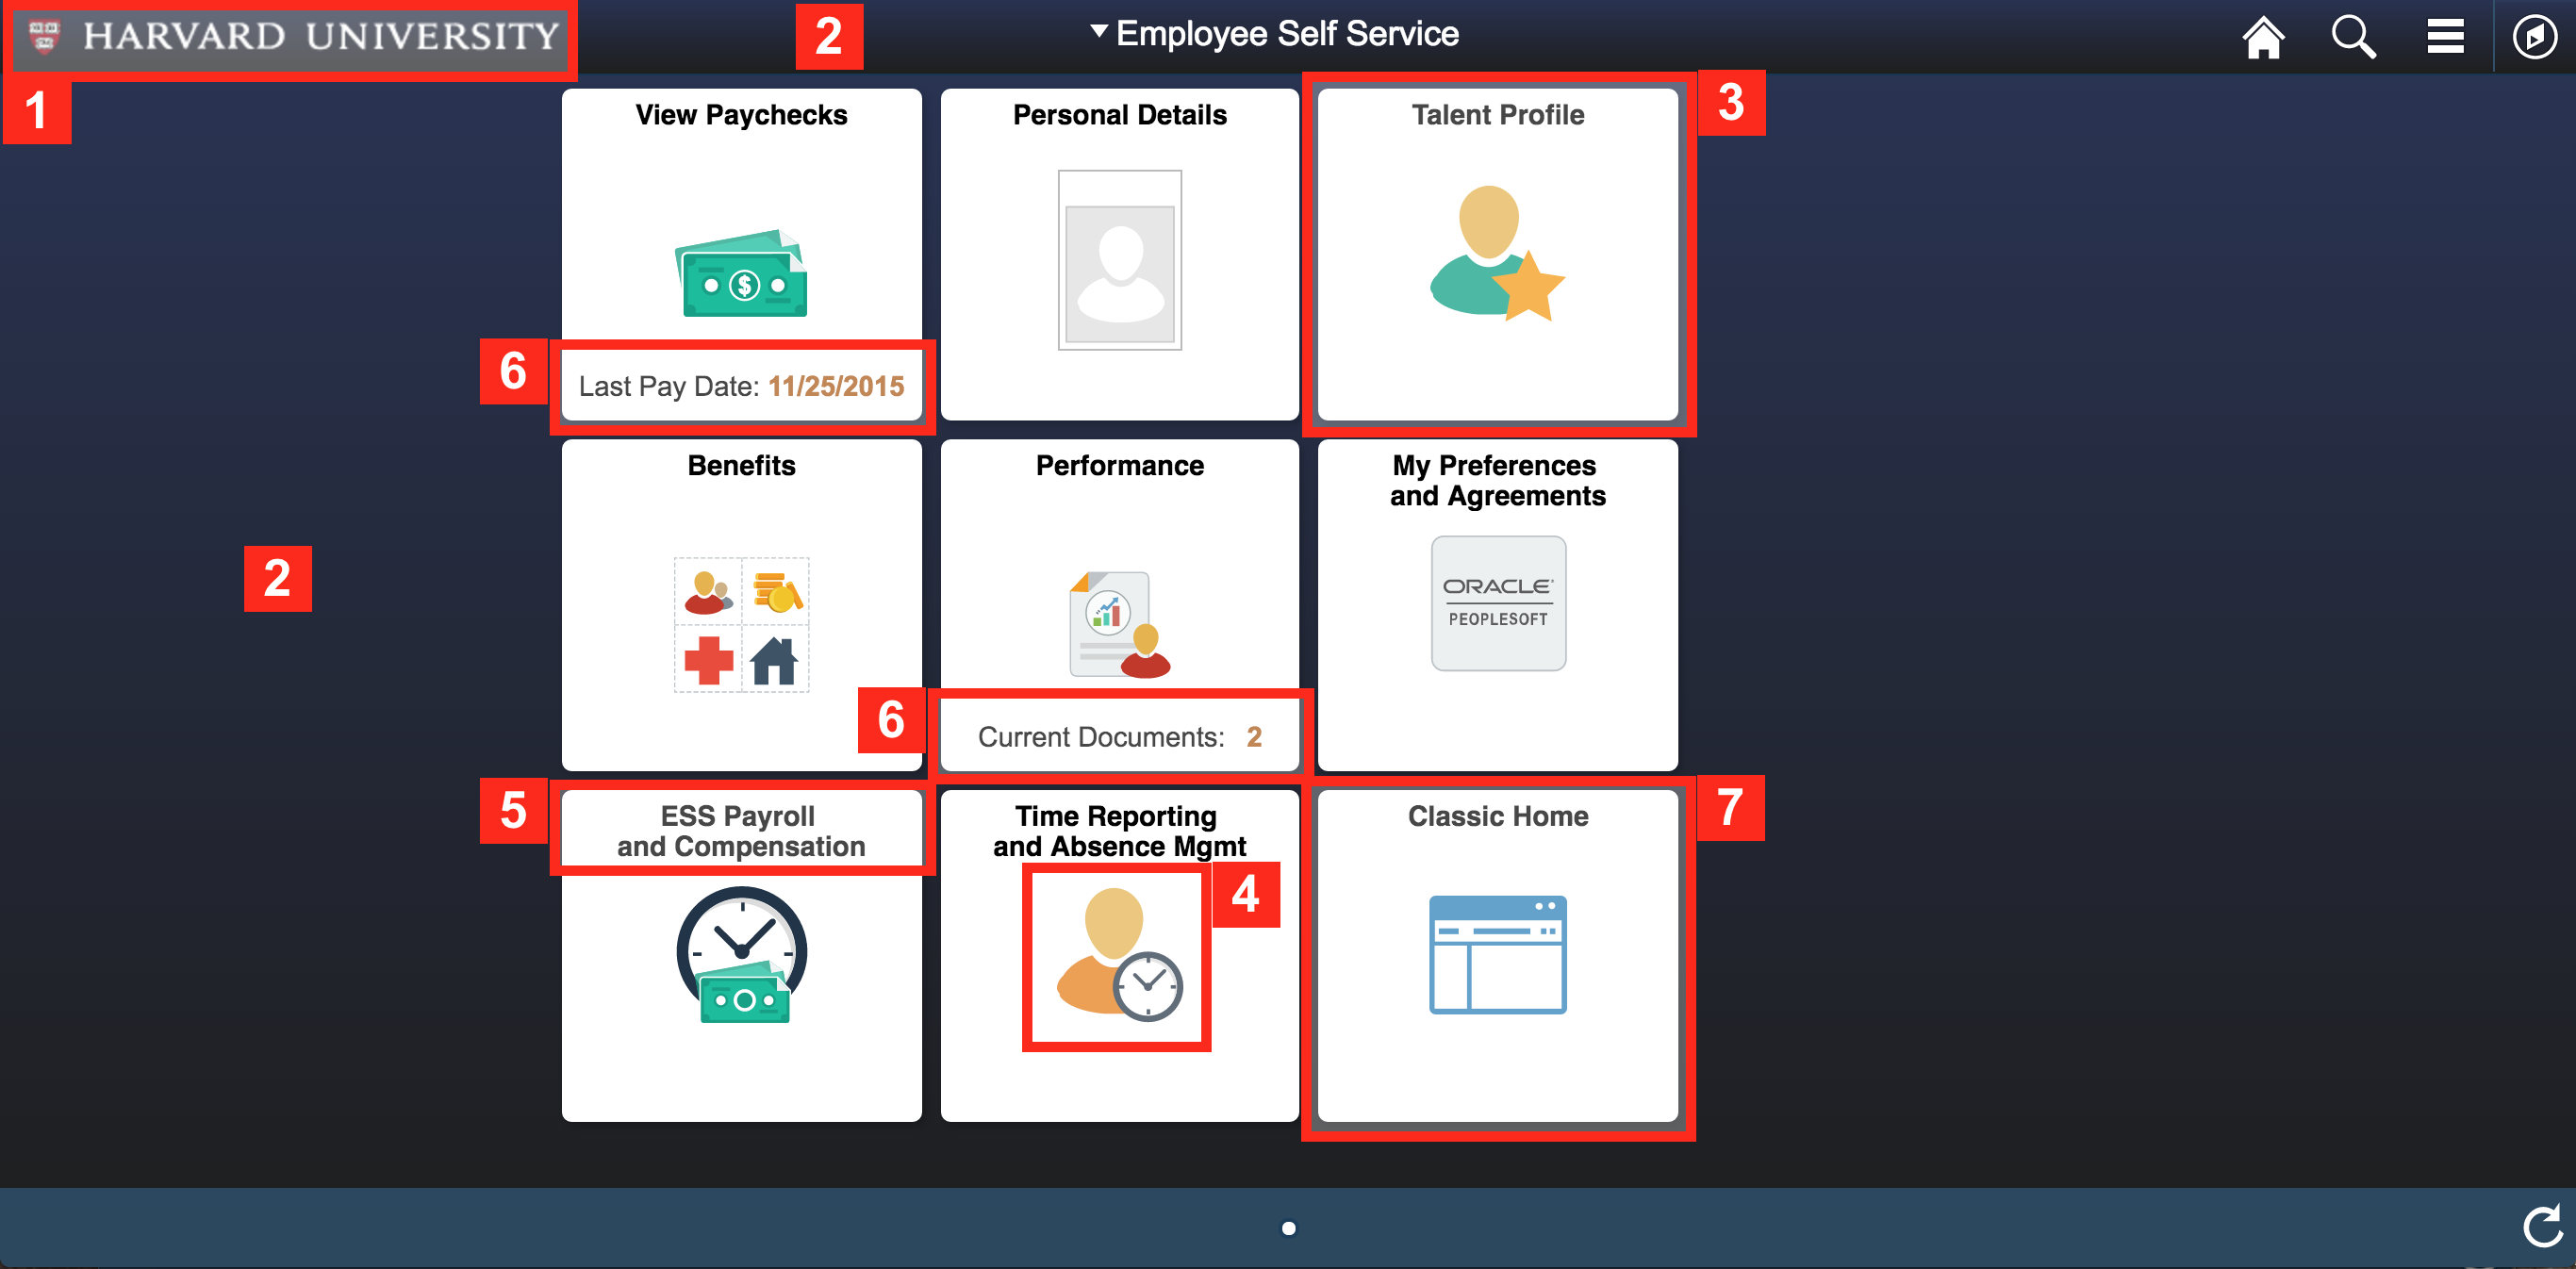 HARVARD UNIVERSITY
2
Employee Self Service
1
View Paychecks
Personal Details
Talent Profile
3
$
6
Last Pay Date: 11/25/2015
Benefits
Performance
My Preferences
and Agreements
2
ORACLE
PEOPLESOFT
6
Current Documents: 2
5
ESS Payroll
and Compensation
Time Reporting
and Absence Mgmt
Classic Home
7
4